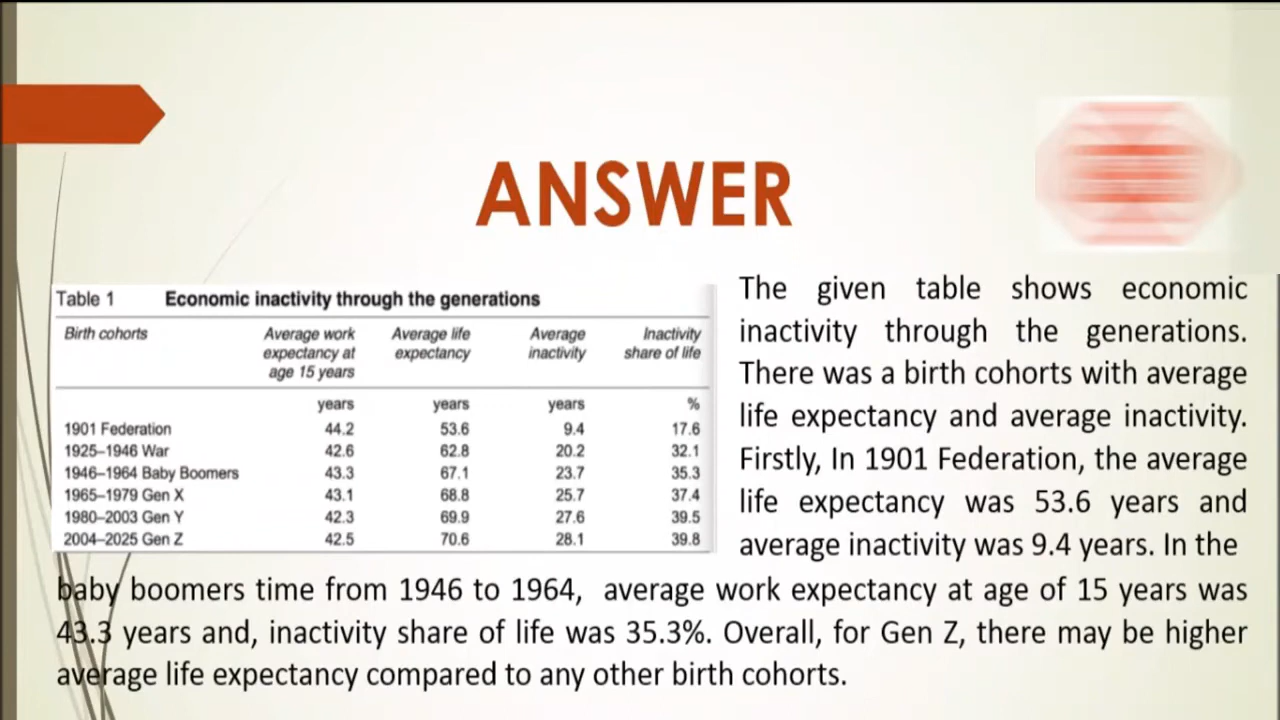 ANSWER
Table 1 Economic inactivity through the generations
Birth cohorts Average work expectancy at age 15 years Average life expectancy Average inactivity Inactivity share of life
years years years %
1901 Federation 44.2 53.6 9.4 17.6
1925–1946 War 42.6 62.8 20.2 32.1
1946–1964 Baby Boomers 43.3 67.1 23.7 35.3
1965–1979 Gen X 43.1 68.8 25.7 37.4
1980–2003 Gen Y 42.3 69.9 27.6 39.5
2004–2025 Gen Z 42.5 70.6 28.1 39.8
The given table shows economic
inactivity through the generations.
There was a birth cohorts with average
life expectancy and average inactivity.
Firstly, In 1901 Federation, the average
life expectancy was 53.6 years and
average inactivity was 9.4 years. In the
baby boomers time from 1946 to 1964, average work expectancy at age of 15 years was
43.3 years and, inactivity share of life was 35.3%. Overall, for Gen Z, there may be higher
average life expectancy compared to any other birth cohorts.